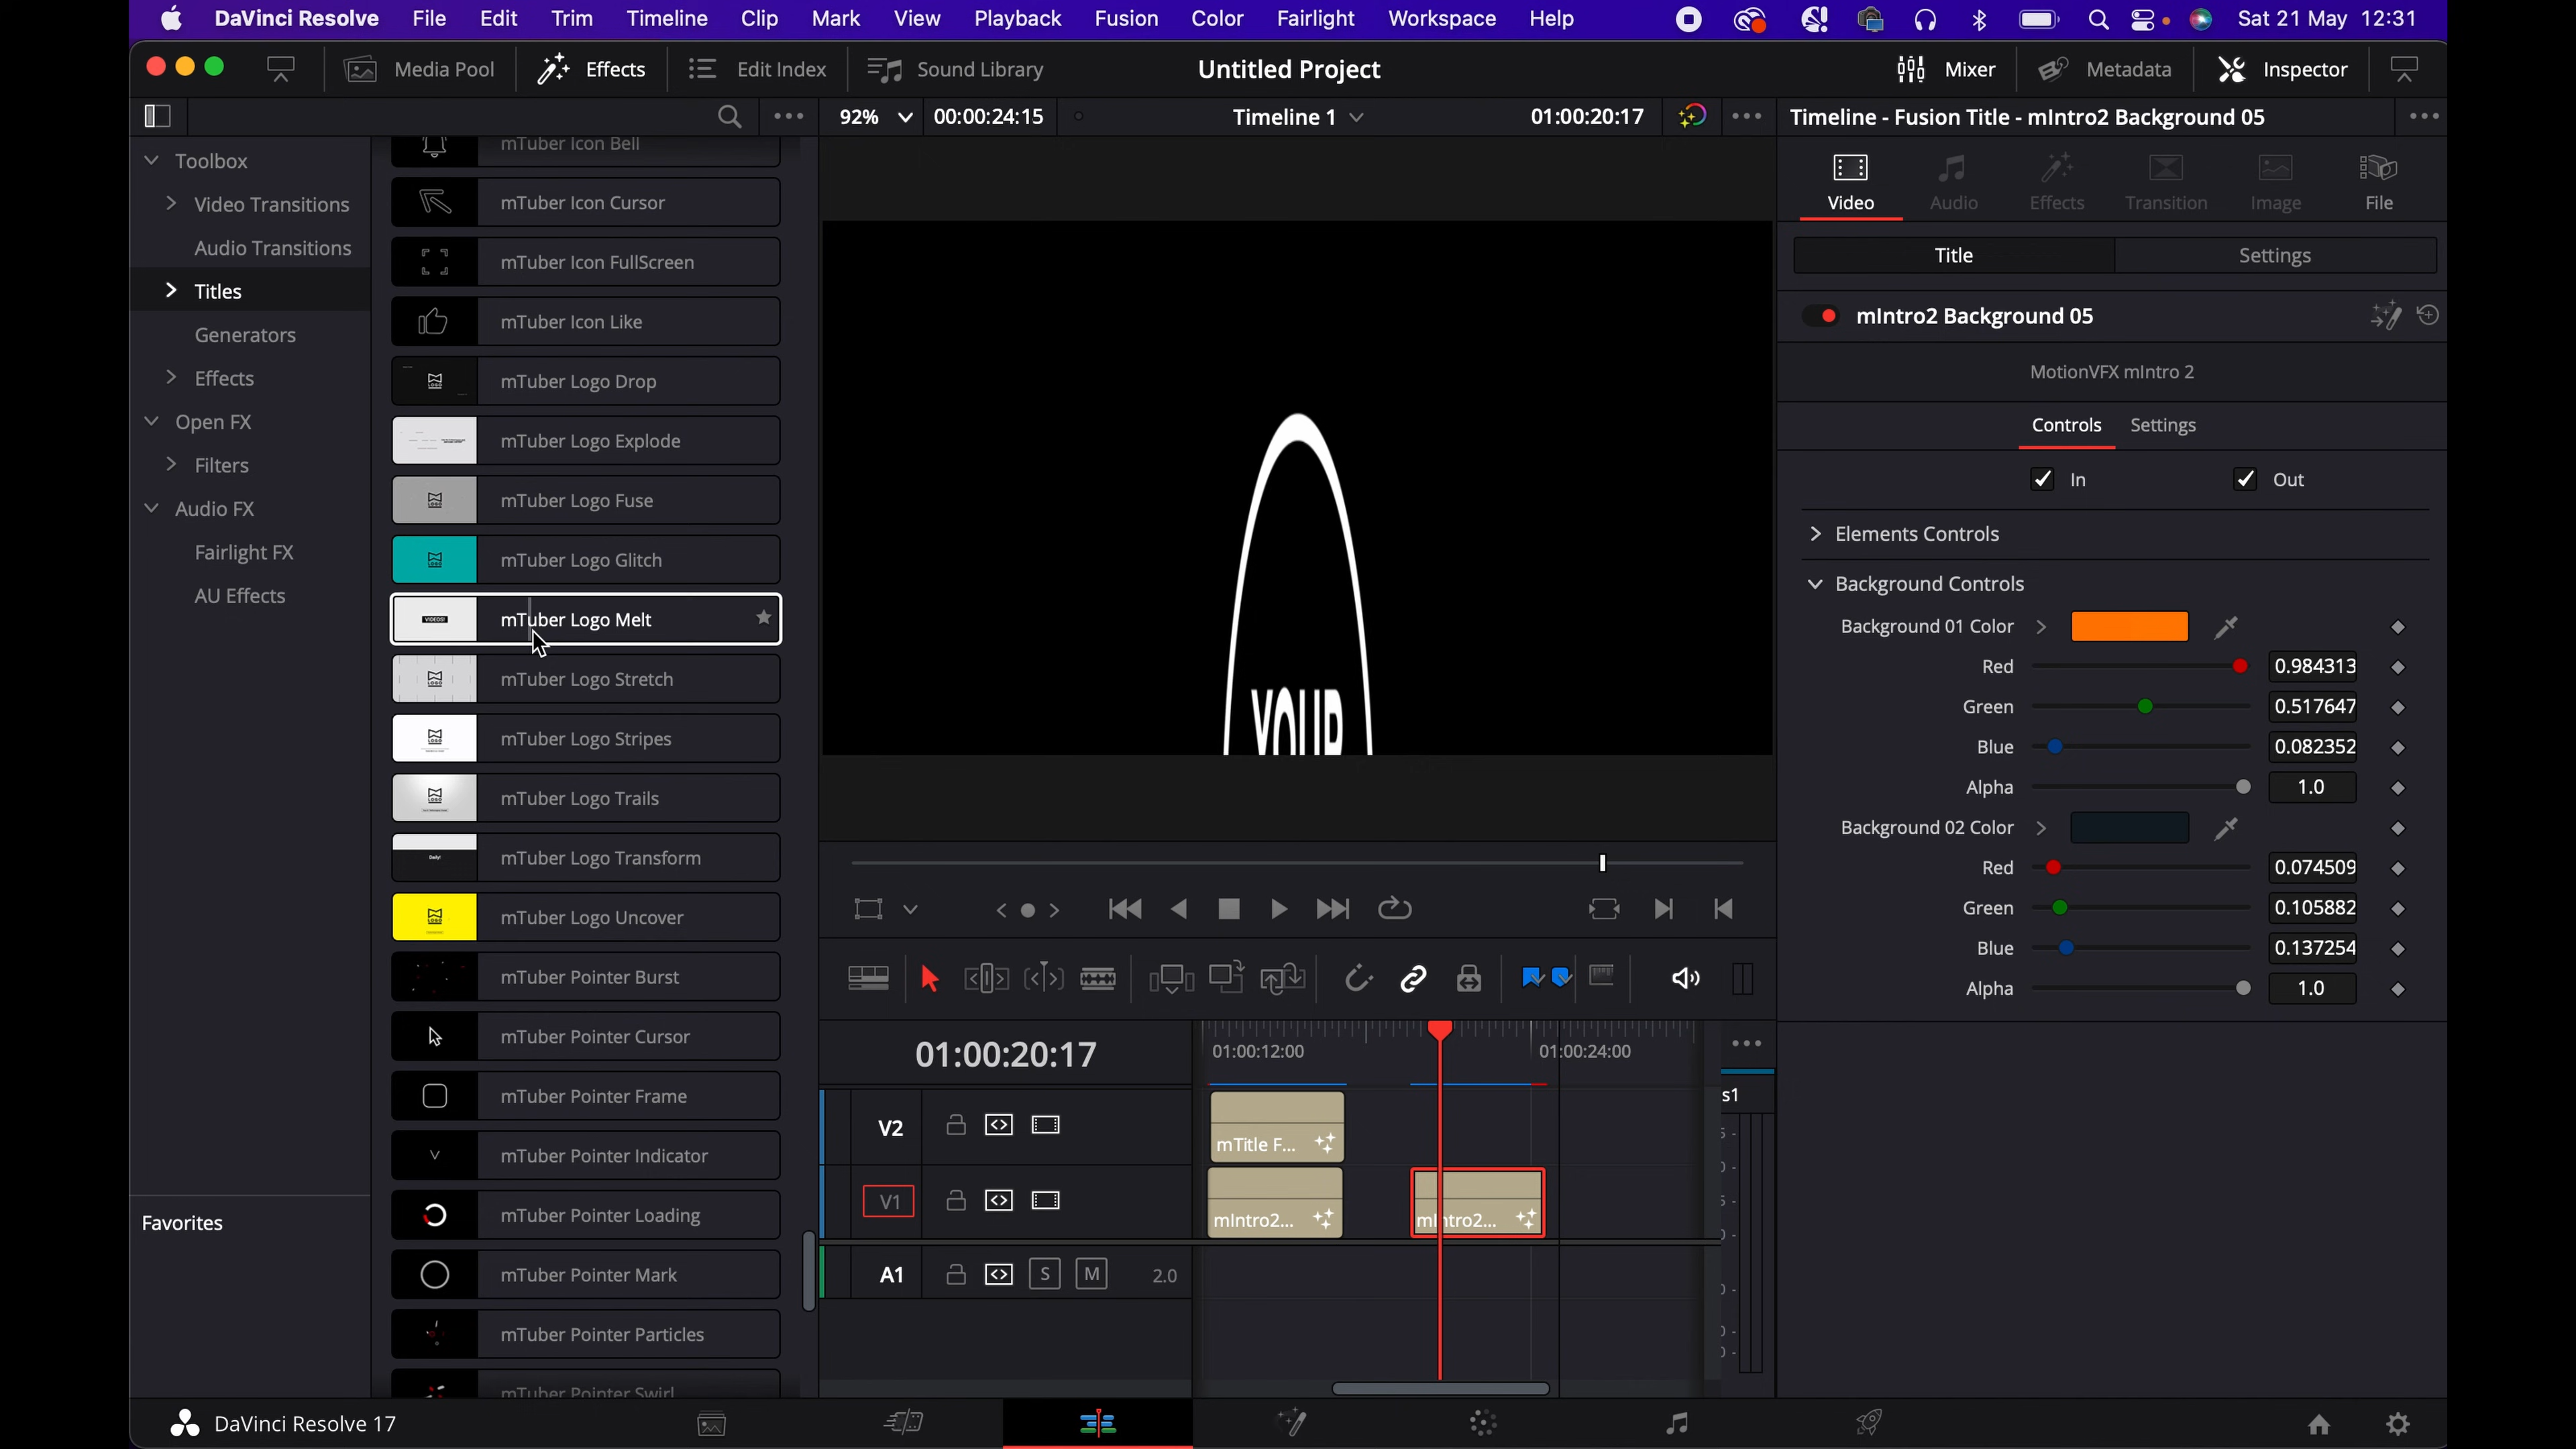 DaVinci Resolve File Edit Trim Timeline Clip Mark View Playback Fusion Color Fairlight Workspace Help Sat 21 May 12:31
Media Pool Effects Edit Index Sound Library Untitled Project Mixer Metadata Inspector
92% 00:00:24:15 Timeline 1 01:00:20:17 Timeline - Fusion Title - mIntro2 Background 05
Toolbox
Video Transitions
Audio Transitions
Titles
Generators
Effects
Open FX
Filters
Audio FX
Fairlight FX
AU Effects
Favorites
mTuber Icon Bell
mTuber Icon Cursor
mTuber Icon FullScreen
mTuber Icon Like
mTuber Logo Drop
mTuber Logo Explode
mTuber Logo Fuse
mTuber Logo Glitch
VIDEOS!
mTuber Logo Melt
mTuber Logo Stretch
mTuber Logo Stripes
mTuber Logo Trails
Daily!
mTuber Logo Transform
mTuber Logo Uncover
mTuber Pointer Burst
mTuber Pointer Cursor
mTuber Pointer Frame
mTuber Pointer Indicator
mTuber Pointer Loading
mTuber Pointer Mark
mTuber Pointer Particles
mTuber Pointer Swirl
YOUR
01:00:20:17
01:00:12:00 01:00:24:00
V2
mTitle F...
V1
mIntro2... mIntro2...
A1 S M 2.0
s1
Video Audio Effects Transition Image File
Title Settings
mIntro2 Background 05
MotionVFX mIntro 2
Controls Settings
In Out
Elements Controls
Background Controls
Background 01 Color
Red 0.984313
Green 0.517647
Blue 0.082352
Alpha 1.0
Background 02 Color
Red 0.074509
Green 0.105882
Blue 0.137254
Alpha 1.0
DaVinci Resolve 17